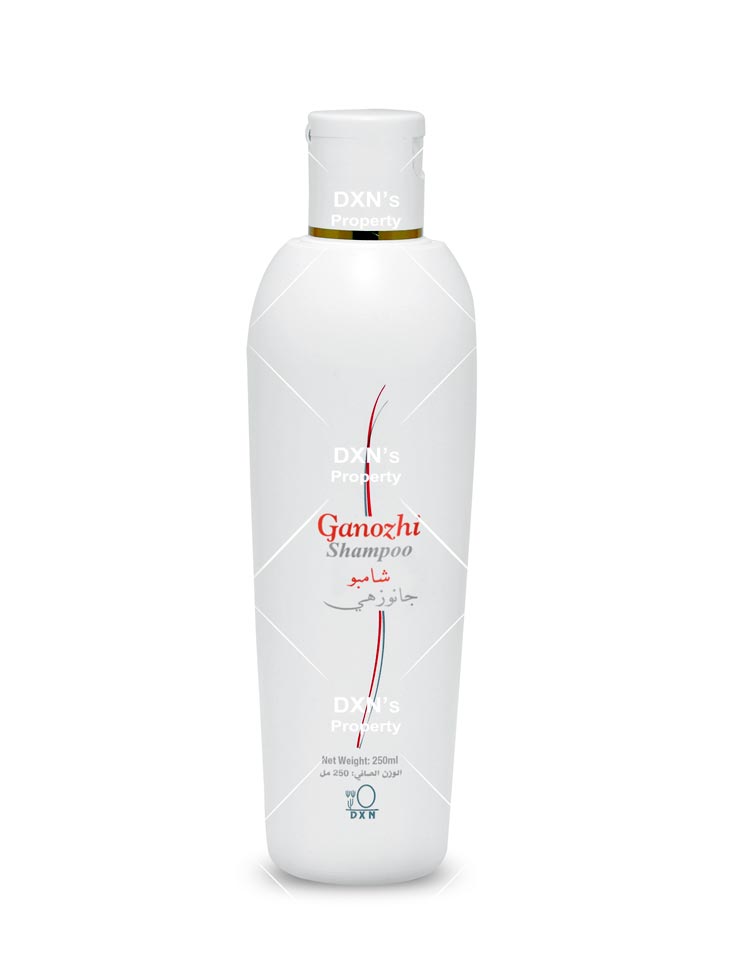 DXN's
Property
DXN's
Property
Ganozhi
Shampoo
شامبو
جانوزهي
DXN's
Property
Net Weight: 250ml
الوزن الصافي: 250 مل
DXN